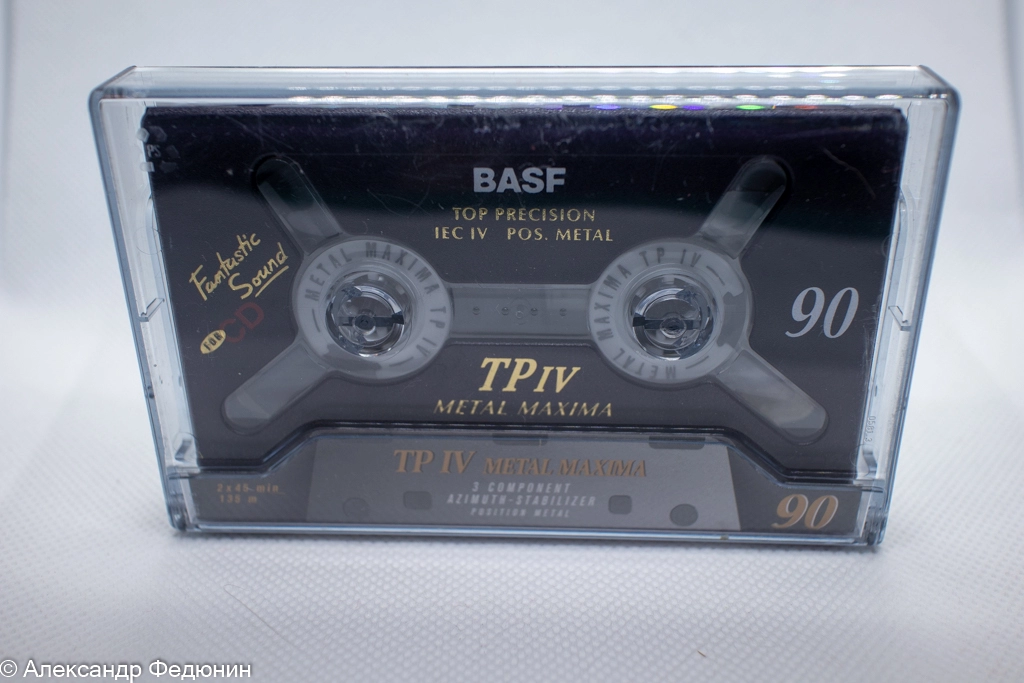 BASF
TOP PRECISION
IEC IV POS. METAL
Fantastic
Sound
FOR CD
METAL MAXIMA TP IV
METAL MAXIMA TP IV
90
TP IV
METAL MAXIMA
TP IV METAL MAXIMA
3 COMPONENT
AZIMUTH-STABILIZER
POSITION METAL
2x45 min
135 m
90
© Александр Федюнин